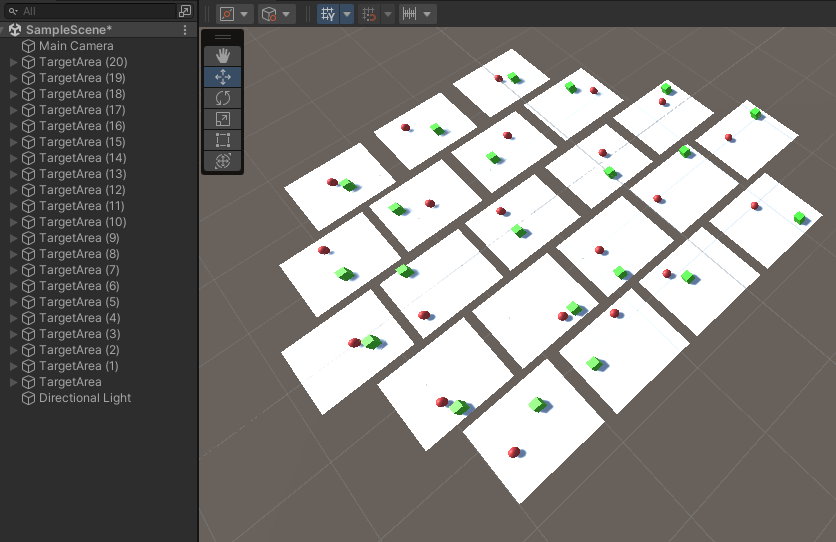 All
SampleScene*
Main Camera
TargetArea (20)
TargetArea (19)
TargetArea (18)
TargetArea (17)
TargetArea (16)
TargetArea (15)
TargetArea (14)
TargetArea (13)
TargetArea (12)
TargetArea (11)
TargetArea (10)
TargetArea (9)
TargetArea (8)
TargetArea (7)
TargetArea (6)
TargetArea (5)
TargetArea (4)
TargetArea (3)
TargetArea (2)
TargetArea (1)
TargetArea
Directional Light